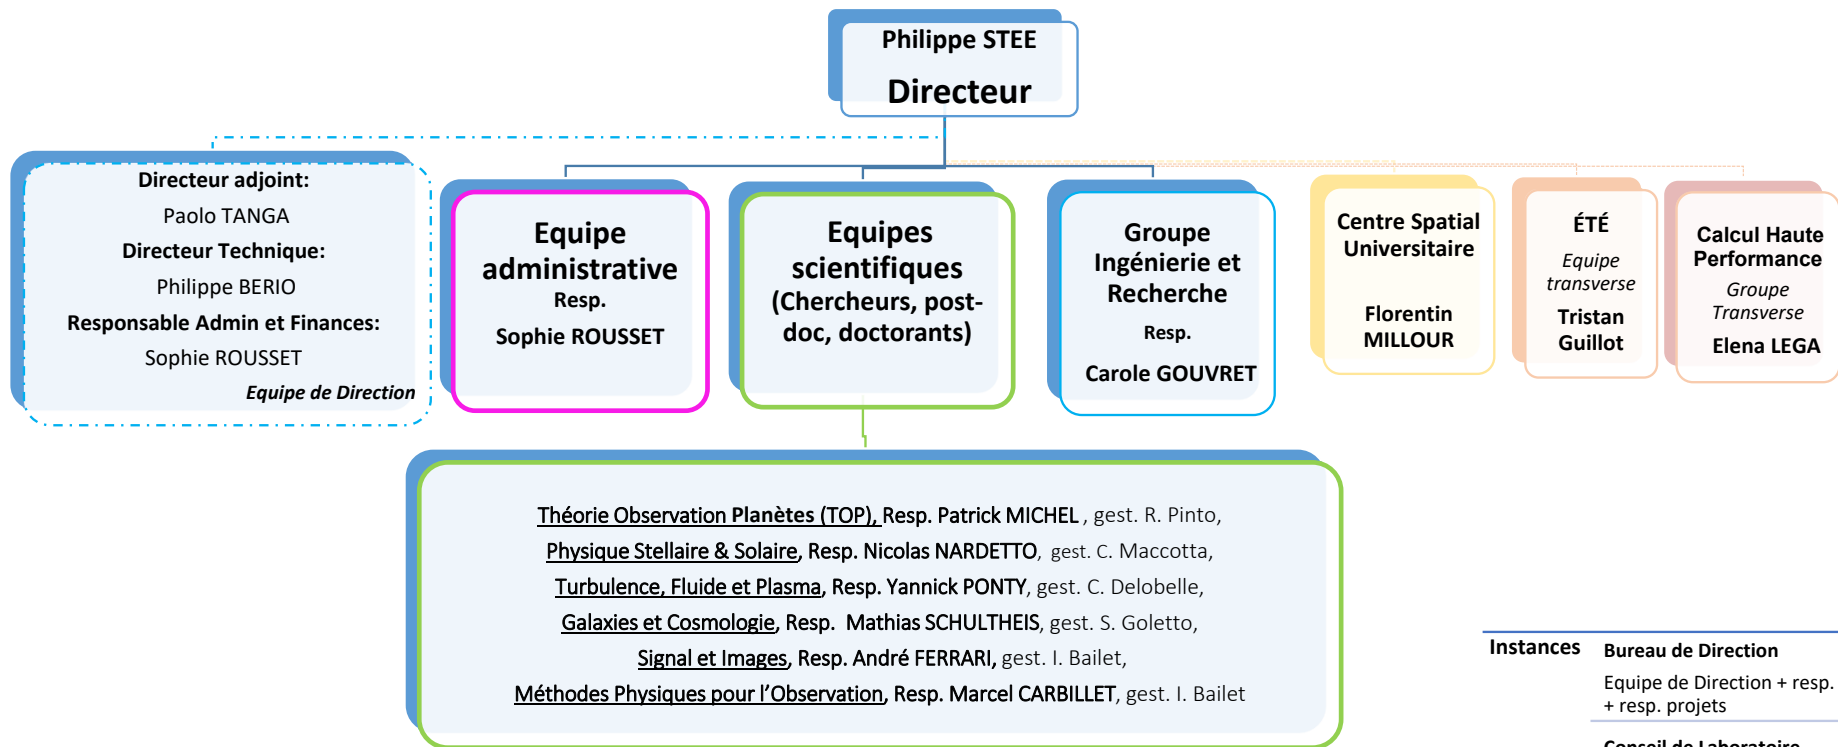 Philippe STEE
Directeur
Directeur adjoint:
Paolo TANGA
Directeur Technique:
Philippe BERIO
Responsable Admin et Finances:
Sophie ROUSSET
Equipe de Direction
Equipe
administrative
Resp.
Sophie ROUSSET
Equipes
scientifiques
(Chercheurs, post-
doc, doctorants)
Groupe
Ingénierie et
Recherche
Resp.
Carole GOUVRET
Centre Spatial
Universitaire
Florentin
MILLOUR
ÉTÉ
Equipe
transverse
Tristan
Guillot
Calcul Haute
Performance
Groupe
Transverse
Elena LEGA
Théorie Observation Planètes (TOP), Resp. Patrick MICHEL , gest. R. Pinto,
Physique Stellaire & Solaire, Resp. Nicolas NARDETTO, gest. C. Maccotta,
Turbulence, Fluide et Plasma, Resp. Yannick PONTY, gest. C. Delobelle,
Galaxies et Cosmologie, Resp. Mathias SCHULTHEIS, gest. S. Goletto,
Signal et Images, Resp. André FERRARI, gest. I. Bailet,
Méthodes Physiques pour l'Observation, Resp. Marcel CARBILLET, gest. I. Bailet
Instances
Bureau de Direction
Equipe de Direction + resp.
+ resp. projets
Conseil de Laboratoire